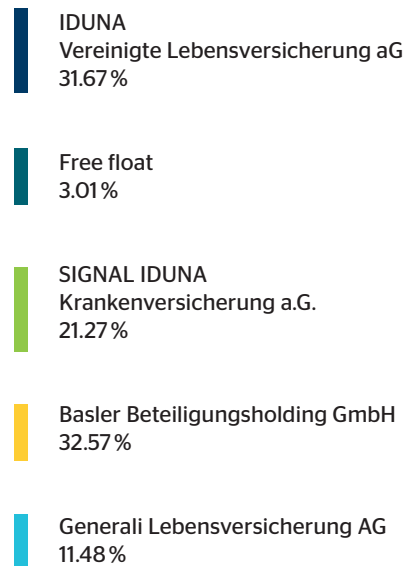 IDUNA
Vereinigte Lebensversicherung aG
31.67 %
Free float
3.01 %
SIGNAL IDUNA
Krankenversicherung a.G.
21.27 %
Basler Beteiligungsholding GmbH
32.57 %
Generali Lebensversicherung AG
11.48 %